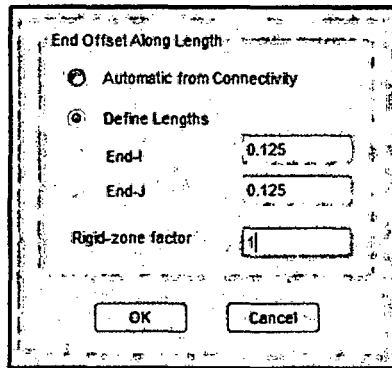 End Offset Along Length
Automatic from Connectivity
Define Lengths
End-I 0.125
End-J 0.125
Rigid-zone factor 1
OK Cancel